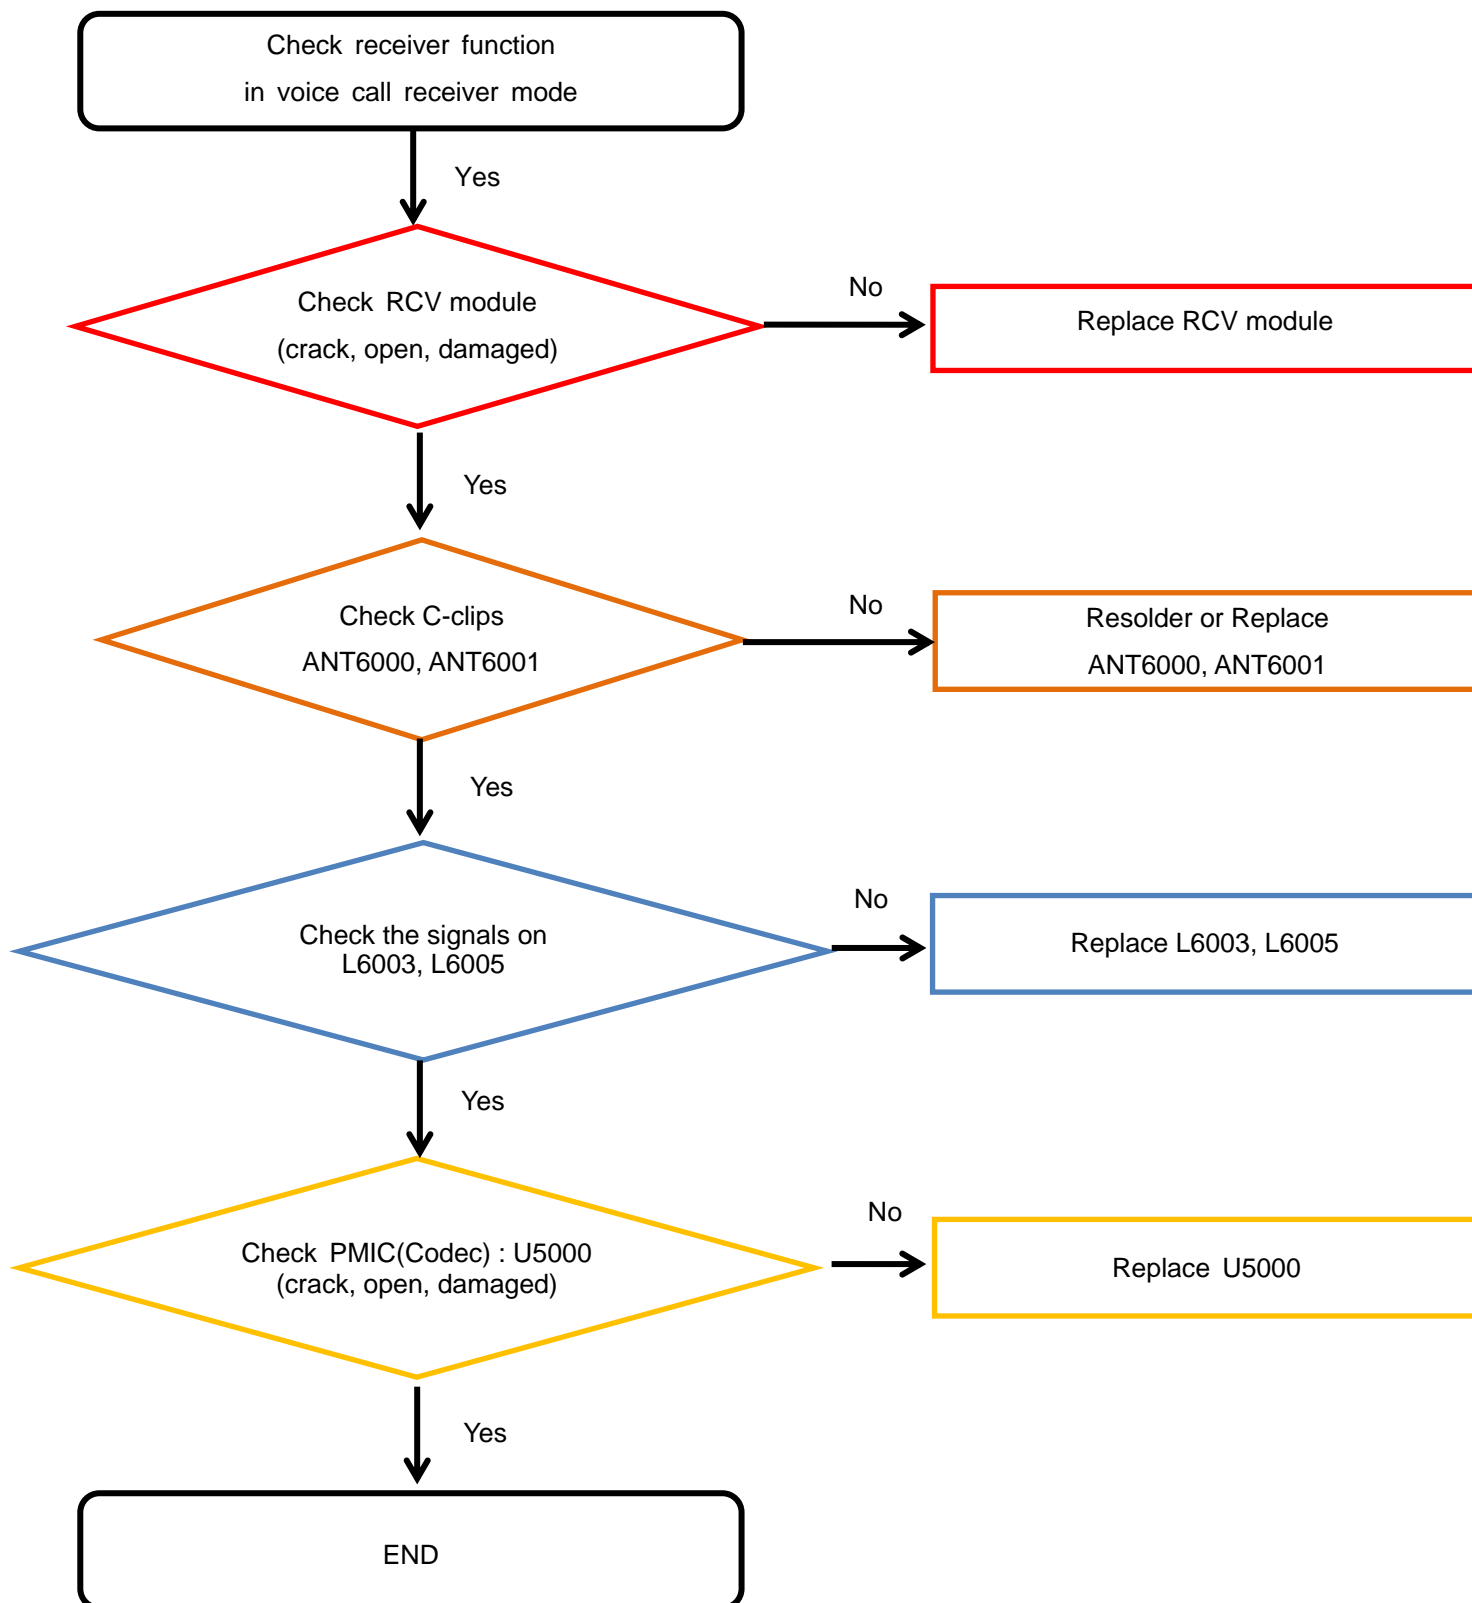 Check receiver function
in voice call receiver mode
Yes
Check RCV module
(crack, open, damaged)
No
Replace RCV module
Yes
Check C-clips
ANT6000, ANT6001
No
Resolder or Replace
ANT6000, ANT6001
Yes
Check the signals on
L6003, L6005
No
Replace L6003, L6005
Yes
Check PMIC(Codec) : U5000
(crack, open, damaged)
No
Replace U5000
Yes
END